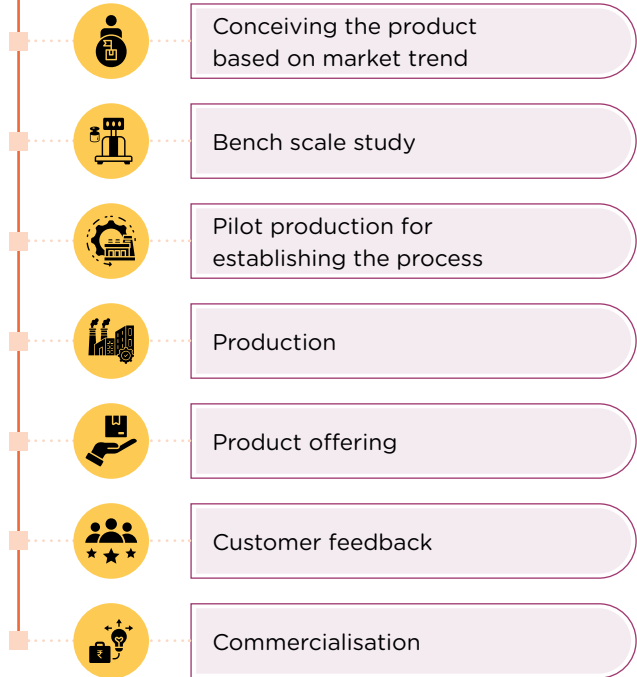 Conceiving the product
based on market trend
Bench scale study
Pilot production for
establishing the process
Production
Product offering
Customer feedback
₹
Commercialisation